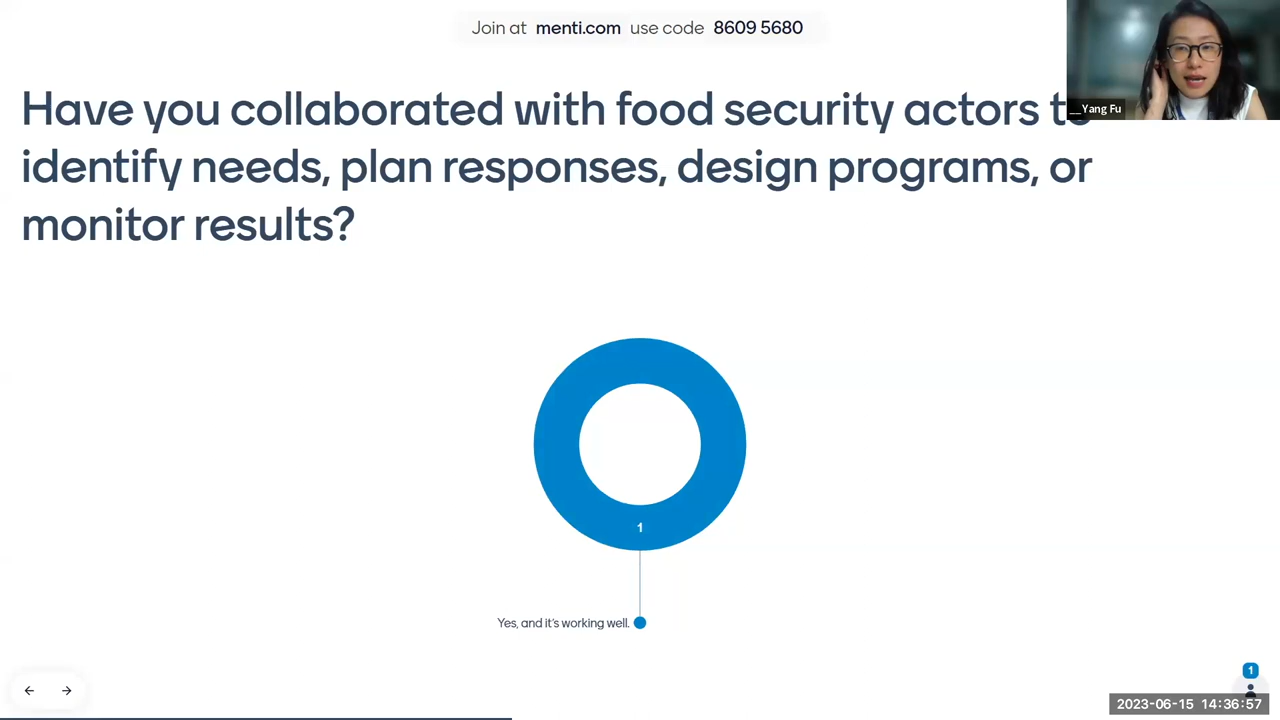 Join at menti.com use code 8609 5680
Have you collaborated with food security actors to
identify needs, plan responses, design programs, or
monitor results?
__Yang Fu
1
Yes, and it's working well.
1
2023-06-15 14:36:57